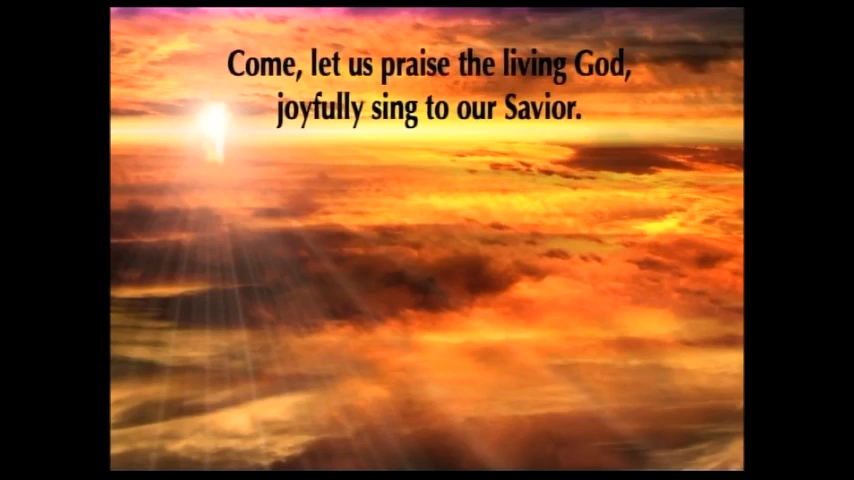 Come, let us praise the living God,
joyfully sing to our Savior.